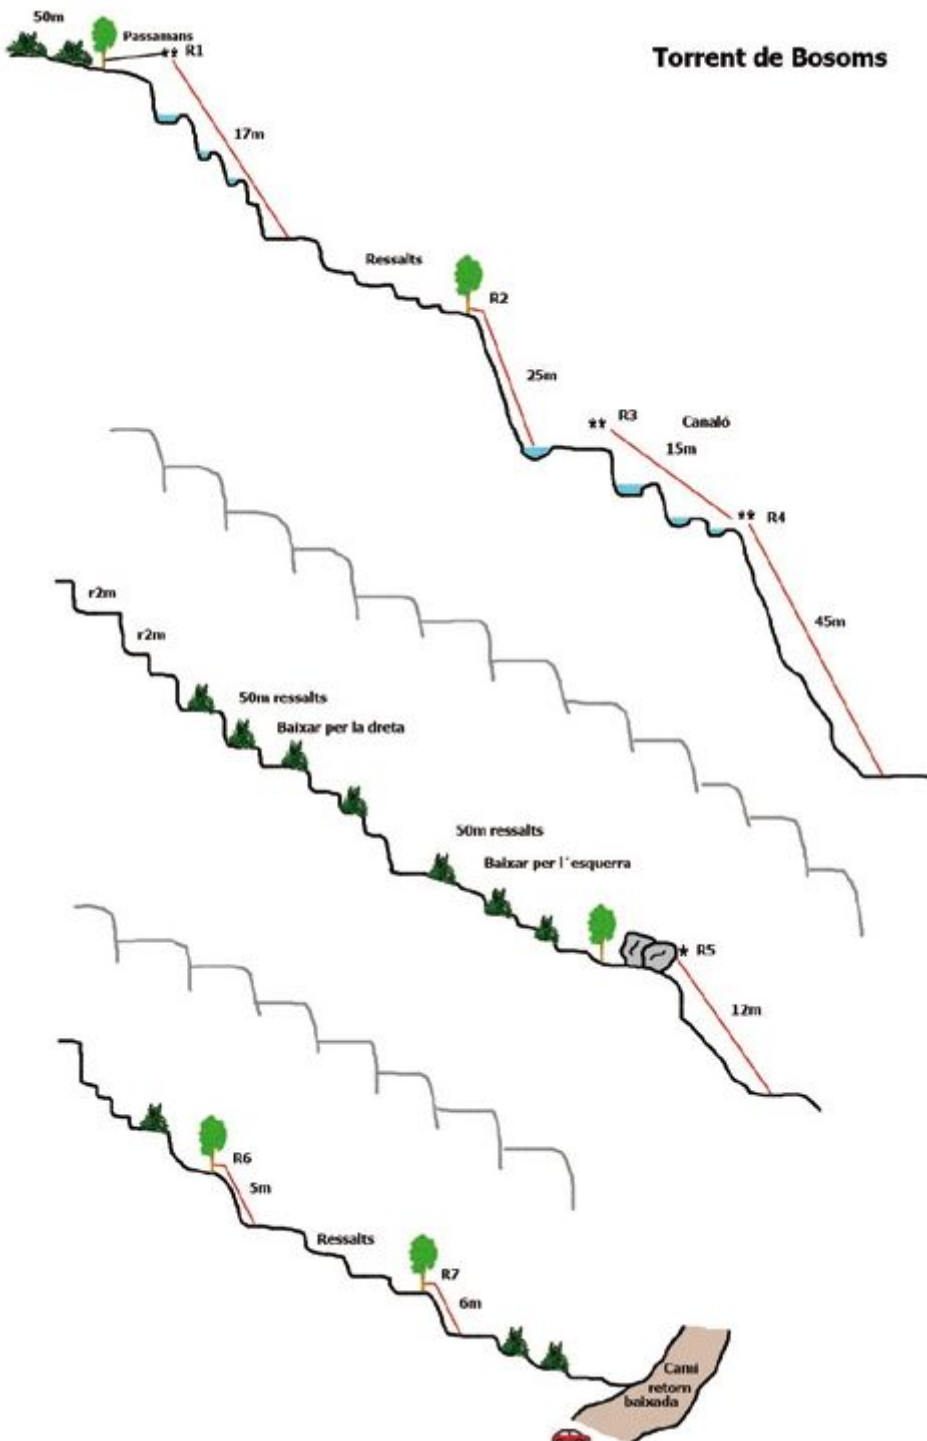 50m
Passamans
R1
Torrent de Bosoms
17m
Ressalts
R2
25m
R3
Canaló
15m
R4
45m
r2m
r2m
50m ressalts
Baixar per la dreta
50m ressalts
Baixar per l´esquerra
R5
12m
R6
5m
Ressalts
R7
6m
Camí
retorn
baixada